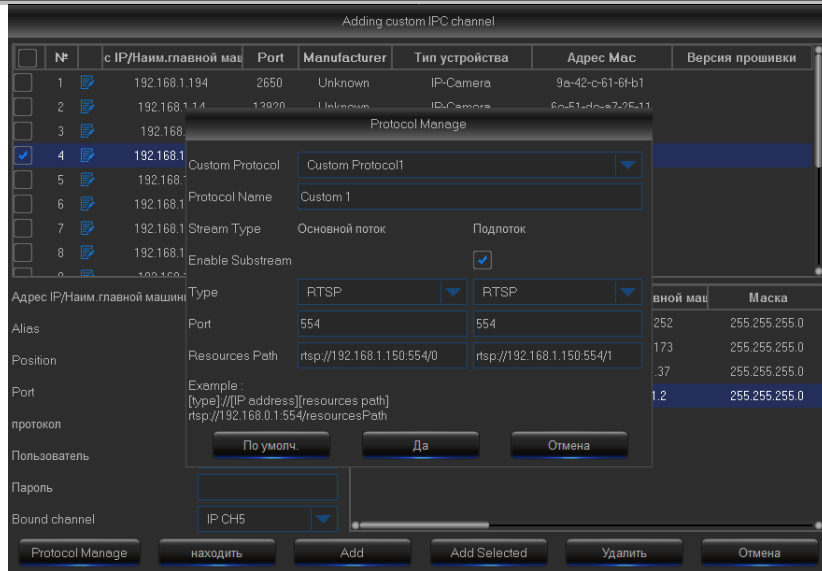 Adding custom IPC channel
№ с IP/Наим.главной маш Port Manufacturer Тип устройства Адрес Mac Версия прошивки
1 192.168.1.194 2650 Unknown IP-Camera 9a-42-c6-61-6f-b1
2 192.168.1.14 13920 Unknown IP-Camera
3 192.168.
4 192.168.1
5 192.168.
6 192.168.1
7 192.168.1
8 192.168.1
Protocol Manage
Custom Protocol Custom Protocol1
Protocol Name Custom 1
Stream Type Основной поток Подпоток
Enable Substream
Type RTSP RTSP
Port 554 554
Resources Path rtsp://192.168.1.150:554/0 rtsp://192.168.1.150:554/1
Example :
[type]://[IP address][resources path]
rtsp://192.168.0.1:554/resourcesPath
По умолч. Да Отмена
Адрес IP/Наим.главной машины
Alias
Position
Port
протокол
Пользователь
Пароль
Bound channel IP CH5
вной маш Маска
252 255.255.255.0
173 255.255.255.0
.37 255.255.255.0
1.2 255.255.255.0
Protocol Manage находить Add Add Selected Удалить Отмена